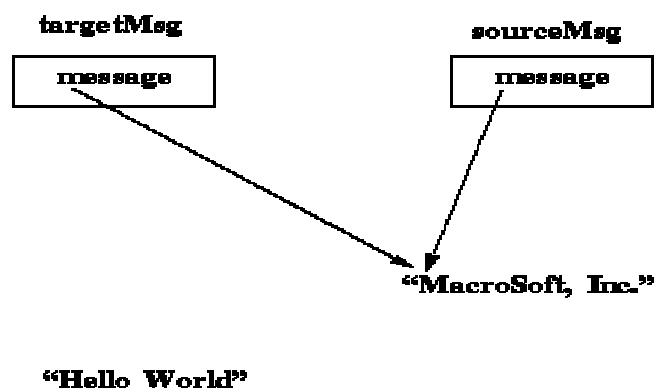 targetMsg
sourceMsg
message
message
“MacroSoft, Inc.”
“Hello World”